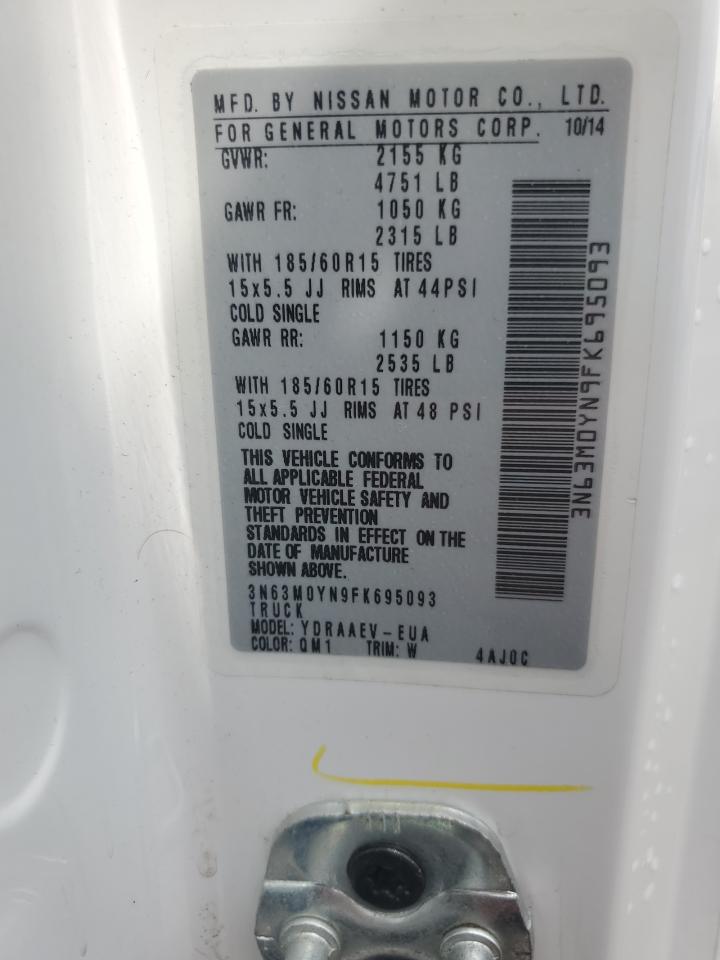 MFD. BY NISSAN MOTOR CO., LTD.
FOR GENERAL MOTORS CORP. 10/14
GVWR: 2155 KG
4751 LB
GAWR FR: 1050 KG
2315 LB
WITH 185/60R15 TIRES
15x5.5 JJ RIMS AT 44PSI
COLD SINGLE
GAWR RR: 1150 KG
2535 LB
WITH 185/60R15 TIRES
15x5.5 JJ RIMS AT 48 PSI
COLD SINGLE
THIS VEHICLE CONFORMS TO
ALL APPLICABLE FEDERAL
MOTOR VEHICLE SAFETY AND
THEFT PREVENTION
STANDARDS IN EFFECT ON THE
DATE OF MANUFACTURE
SHOWN ABOVE.
3N63M0YN9FK695093
TRUCK
MODEL: YDRAAEV-EUA
COLOR: QM1 TRIM: W 4AJ0C
3N63M0YN9FK695093